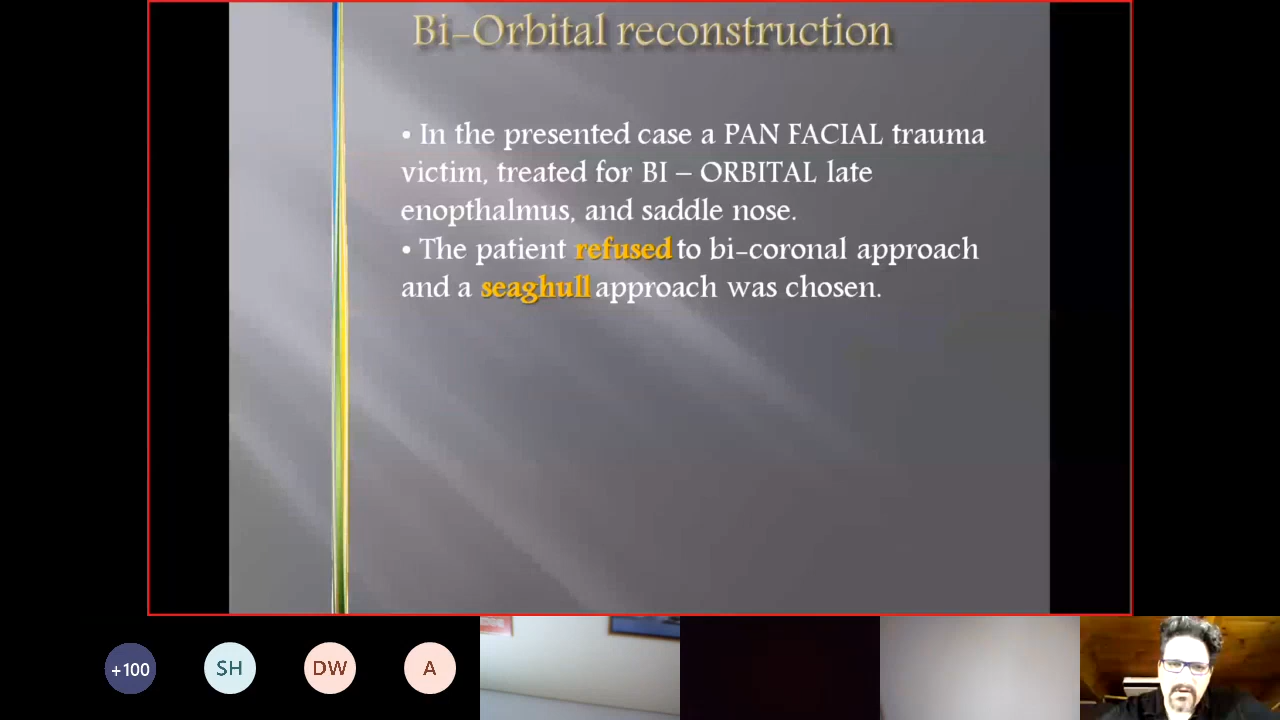 Bi-Orbital reconstruction
• In the presented case a PAN FACIAL trauma
victim, treated for BI – ORBITAL late
enopthalmus, and saddle nose.
• The patient refused to bi-coronal approach
and a seaghull approach was chosen.
+100
SH
DW
A